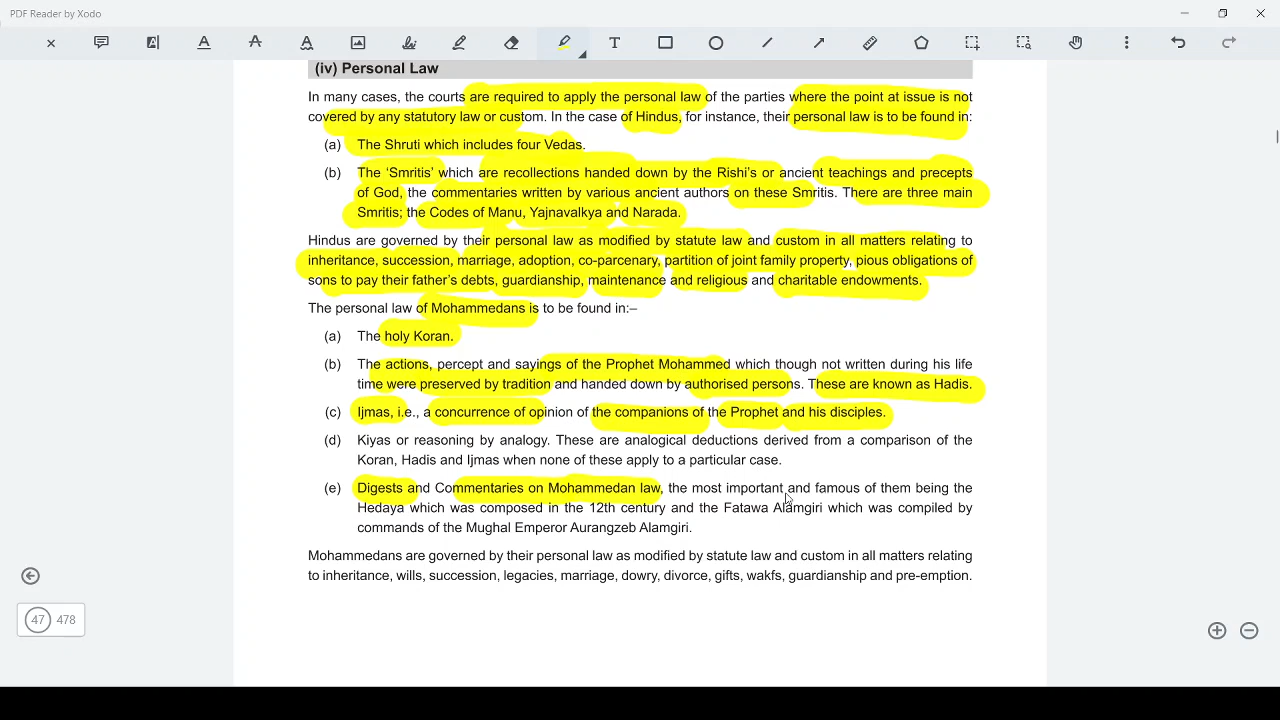 PDF Reader by Xodo
(iv) Personal Law
In many cases, the courts are required to apply the personal law of the parties where the point at issue is not
covered by any statutory law or custom. In the case of Hindus, for instance, their personal law is to be found in:
(a) The Shruti which includes four Vedas.
(b) The ‘Smritis’ which are recollections handed down by the Rishi’s or ancient teachings and precepts
of God, the commentaries written by various ancient authors on these Smritis. There are three main
Smritis; the Codes of Manu, Yajnavalkya and Narada.
Hindus are governed by their personal law as modified by statute law and custom in all matters relating to
inheritance, succession, marriage, adoption, co-parcenary, partition of joint family property, pious obligations of
sons to pay their father’s debts, guardianship, maintenance and religious and charitable endowments.
The personal law of Mohammedans is to be found in:–
(a) The holy Koran.
(b) The actions, percept and sayings of the Prophet Mohammed which though not written during his life
time were preserved by tradition and handed down by authorised persons. These are known as Hadis.
(c) Ijmas, i.e., a concurrence of opinion of the companions of the Prophet and his disciples.
(d) Kiyas or reasoning by analogy. These are analogical deductions derived from a comparison of the
Koran, Hadis and Ijmas when none of these apply to a particular case.
(e) Digests and Commentaries on Mohammedan law, the most important and famous of them being the
Hedaya which was composed in the 12th century and the Fatawa Alamgiri which was compiled by
commands of the Mughal Emperor Aurangzeb Alamgiri.
Mohammedans are governed by their personal law as modified by statute law and custom in all matters relating
to inheritance, wills, succession, legacies, marriage, dowry, divorce, gifts, wakfs, guardianship and pre-emption.
47 478